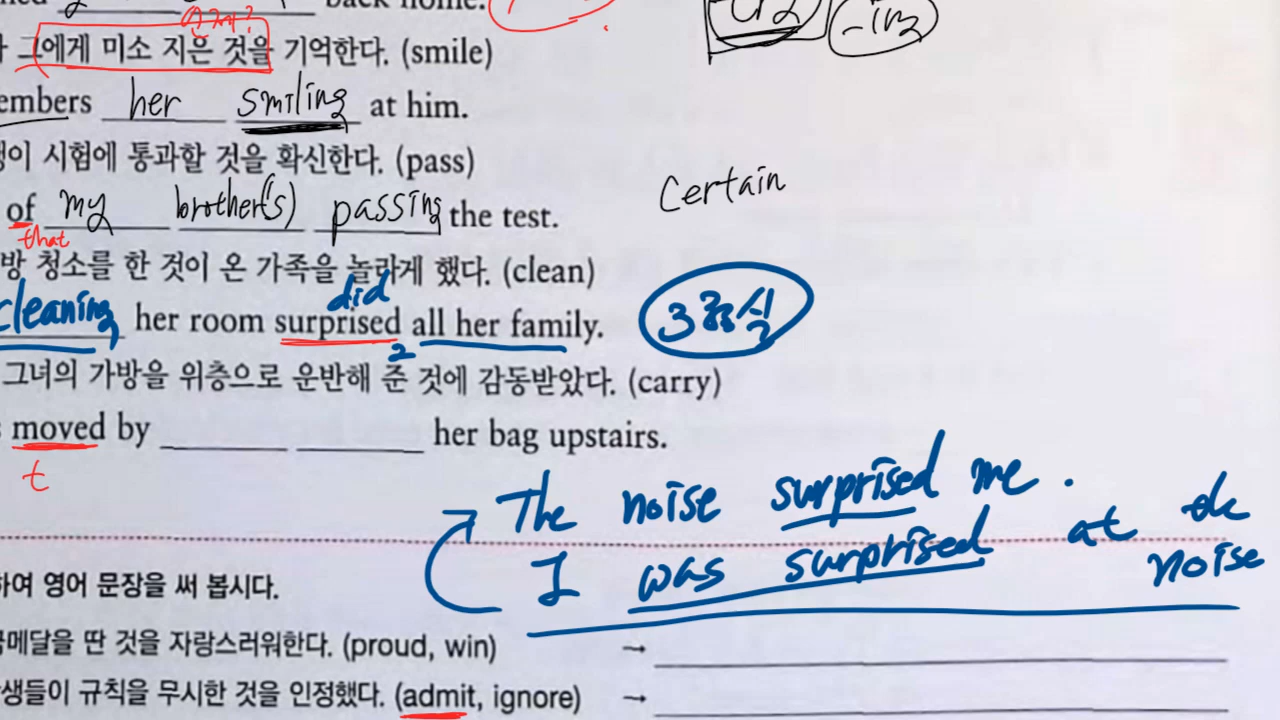 back home.
언제?
그에게 미소 지은 것을 기억한다. (smile)
embers her smiling at him.
이 시험에 통과할 것을 확신한다. (pass)
Certain
of my brother(s) passing the test.
that
방 청소를 한 것이 온 가족을 놀라게 했다. (clean)
did
cleaning her room surprised all her family.
3형식
2
그녀의 가방을 위층으로 운반해 준 것에 감동받았다. (carry)
moved by her bag upstairs.
t
The noise surprised me.
I was surprised at the noise
하여 영어 문장을 써 봅시다.
금메달을 딴 것을 자랑스러워한다. (proud, win) →
생들이 규칙을 무시한 것을 인정했다. (admit, ignore) →